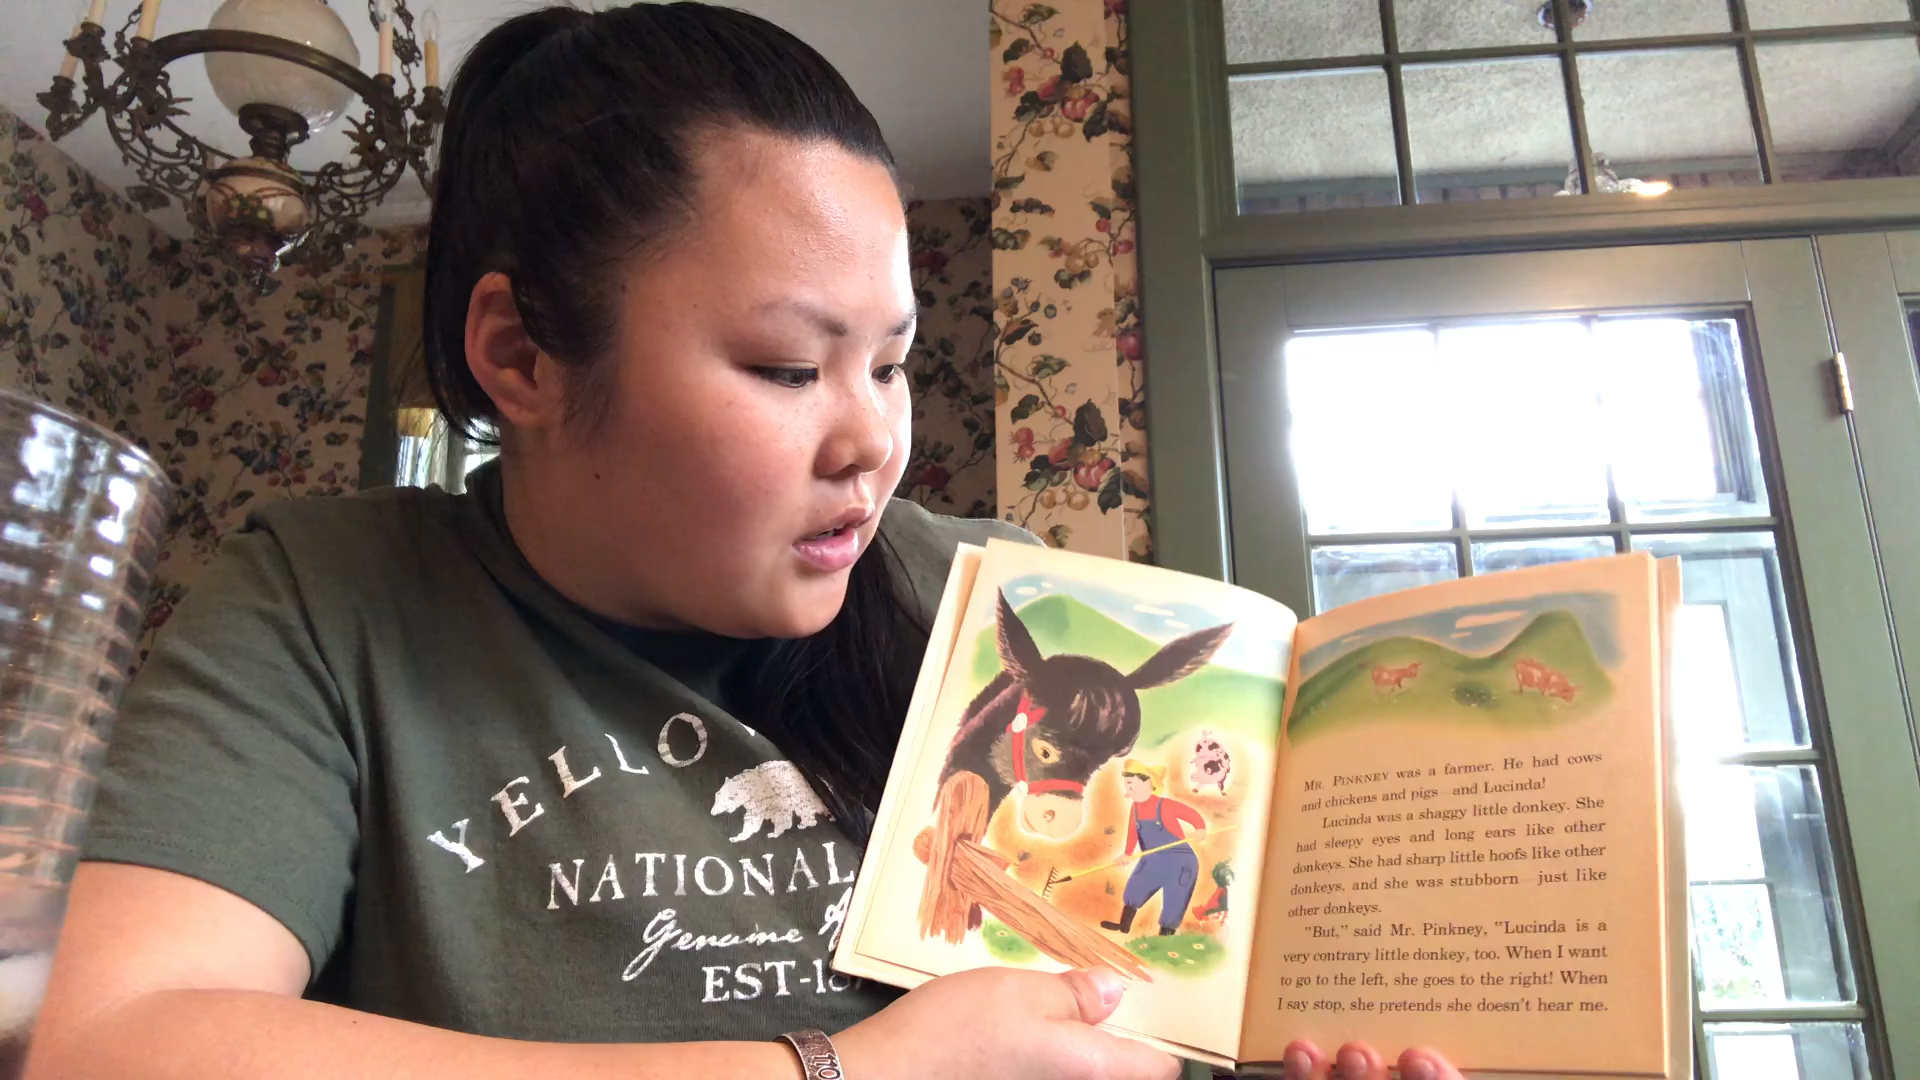 YELLO
NATIONAL
Genuine
EST-18
MR. PINKNEY was a farmer. He had cows
and chickens and pigs and Lucinda!
Lucinda was a shaggy little donkey. She
had sleepy eyes and long ears like other
donkeys. She had sharp little hoofs like other
donkeys, and she was stubborn just like
other donkeys.
"But," said Mr. Pinkney, "Lucinda is a
very contrary little donkey, too. When I want
to go to the left, she goes to the right! When
I say stop, she pretends she doesn't hear me.